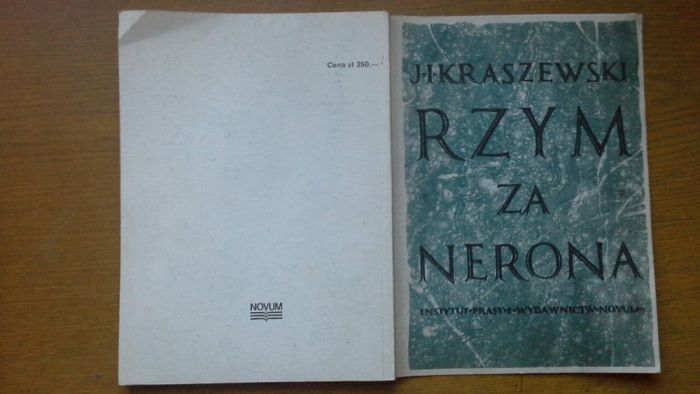 Cena zł 350,—
NOVUM
J·I·KRASZEWSKI
RZYM
ZA
NERONA
INSTYTUT·PRASY·I·WYDAWNICTW·NOVUM